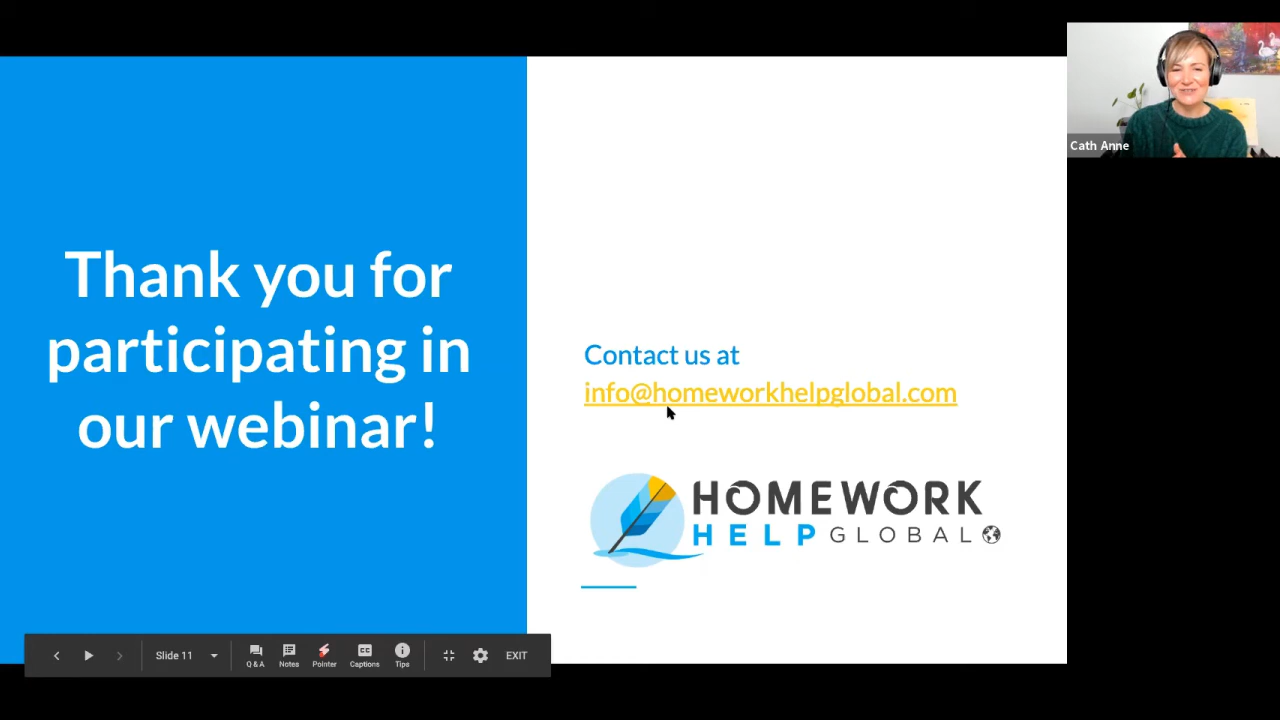 Thank you for
participating in
our webinar!
Contact us at
info@homeworkhelpglobal.com
HOMEWORK
HELP GLOBAL
Cath Anne
Slide 11
Q & A
Notes
Pointer
CC
Captions
Tips
EXIT